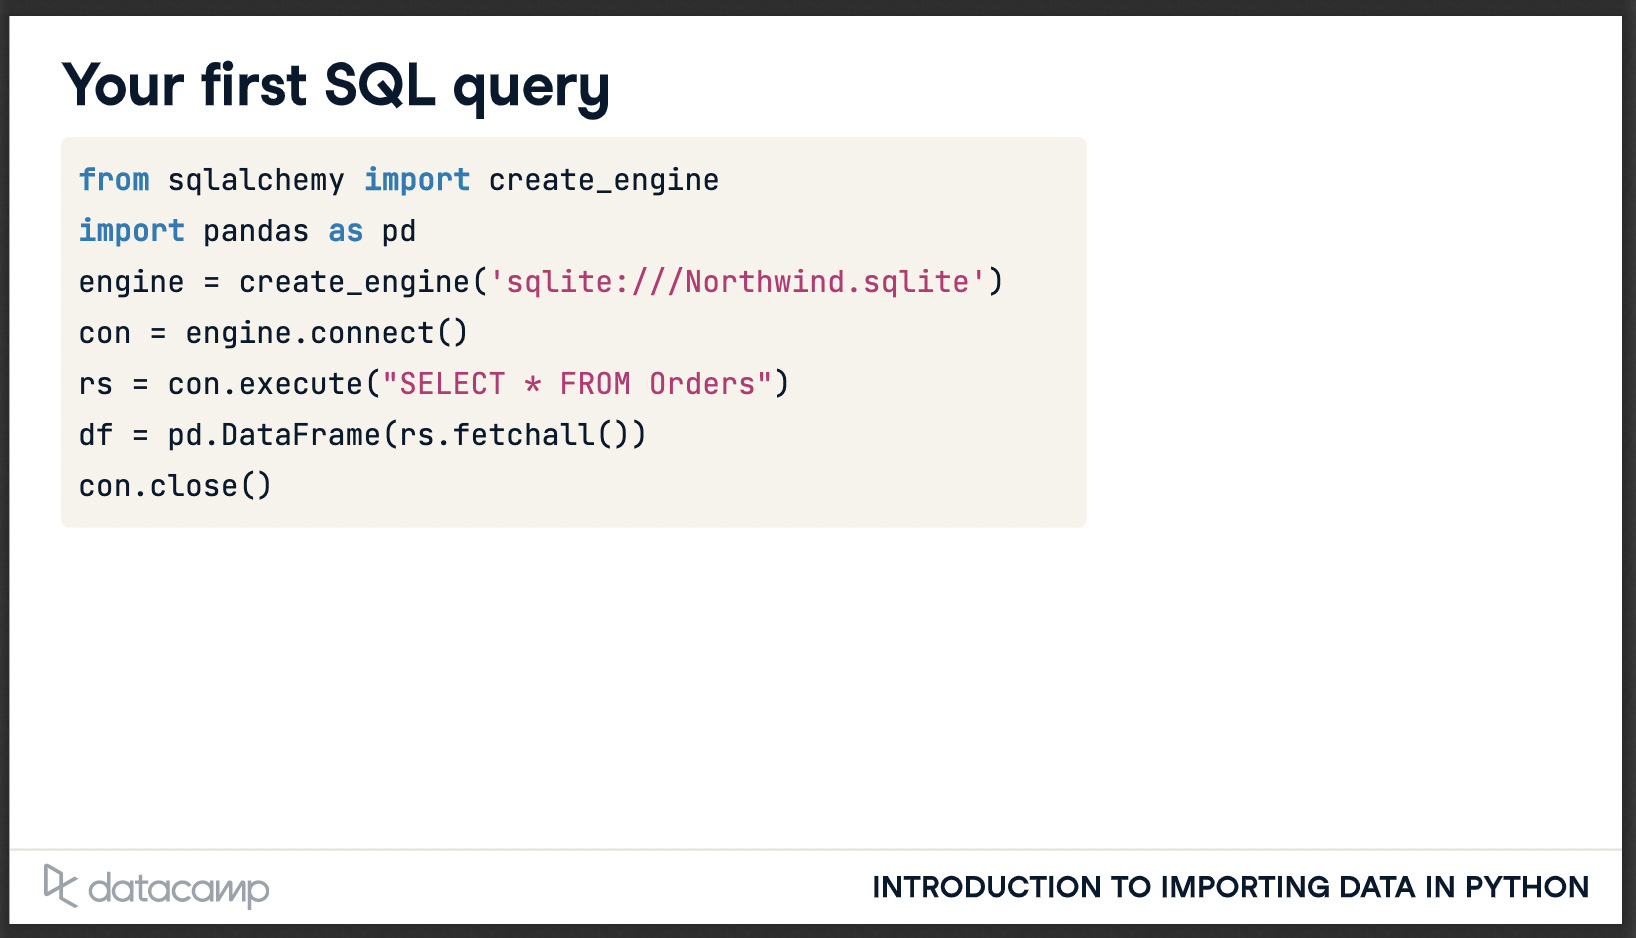 Your first SQL query
from sqlalchemy import create_engine
import pandas as pd
engine = create_engine('sqlite:///Northwind.sqlite')
con = engine.connect()
rs = con.execute("SELECT * FROM Orders")
df = pd.DataFrame(rs.fetchall())
con.close()
datacamp
INTRODUCTION TO IMPORTING DATA IN PYTHON